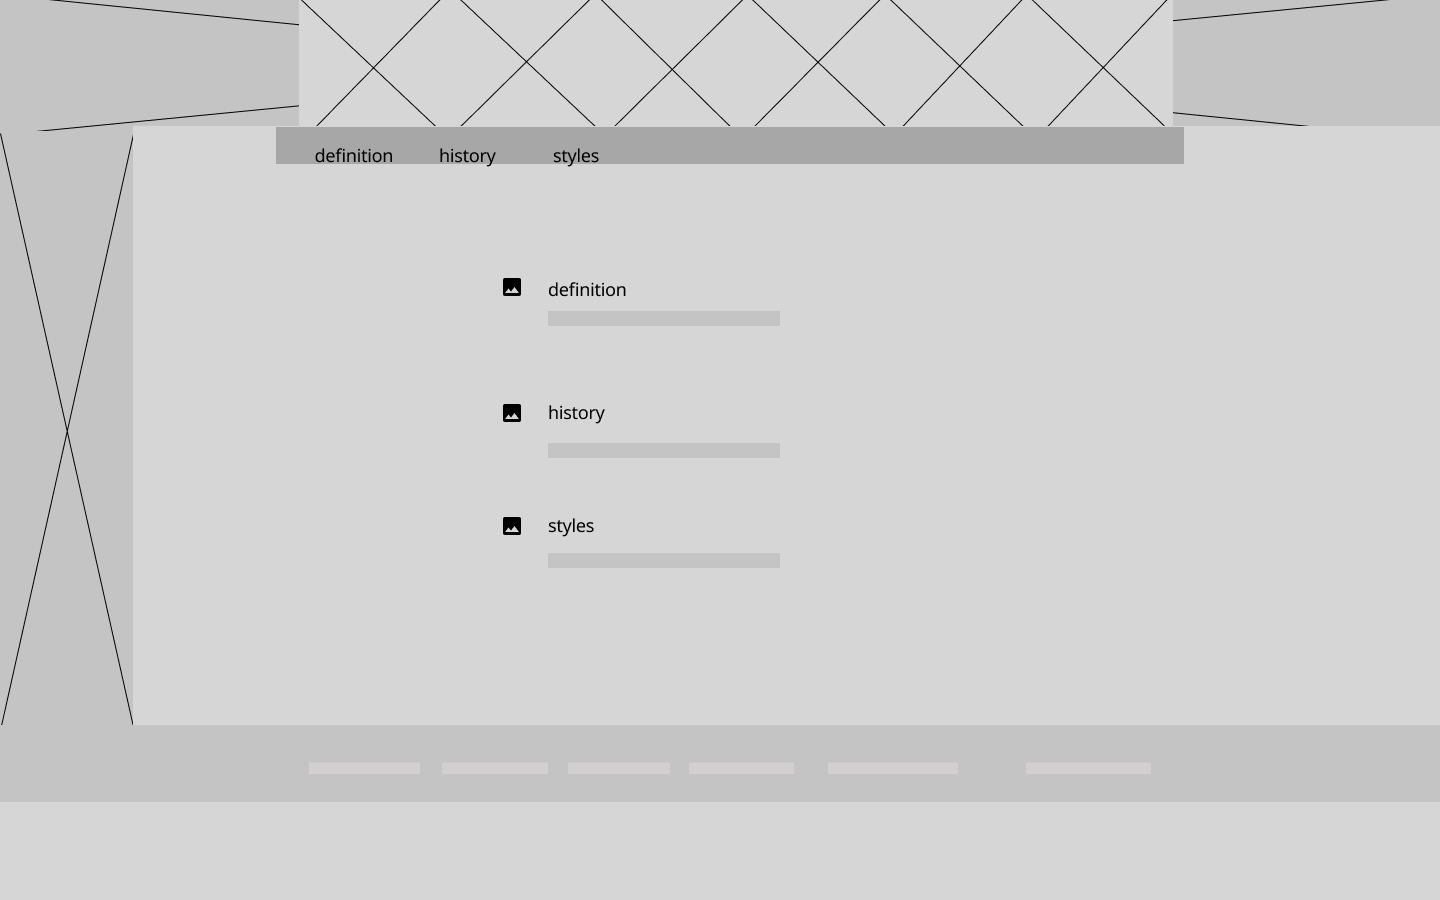 definition history styles
definition
history
styles